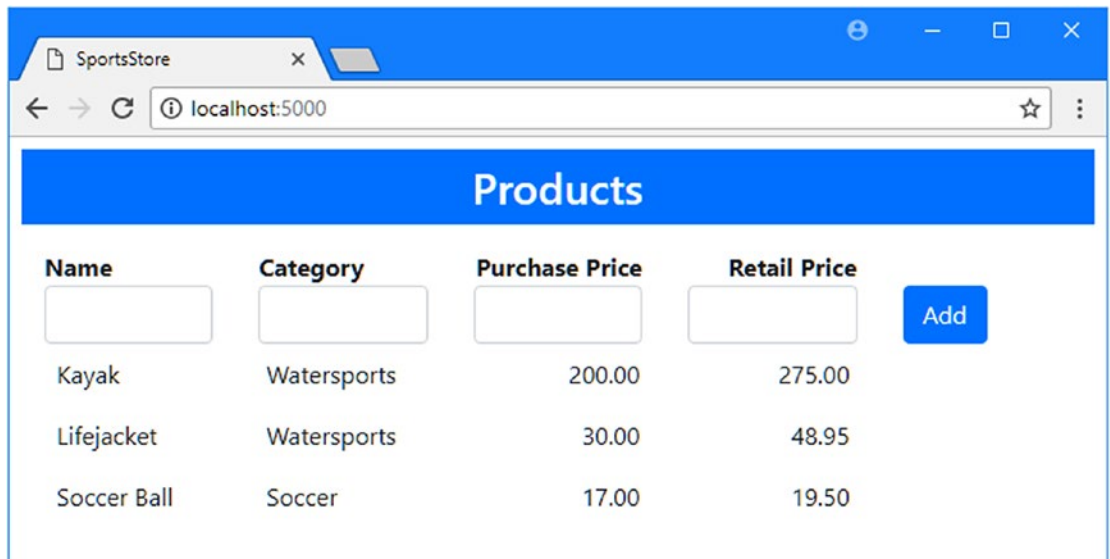 SportsStore
localhost:5000
Products
Name Category Purchase Price Retail Price
Add
Kayak Watersports 200.00 275.00
Lifejacket Watersports 30.00 48.95
Soccer Ball Soccer 17.00 19.50